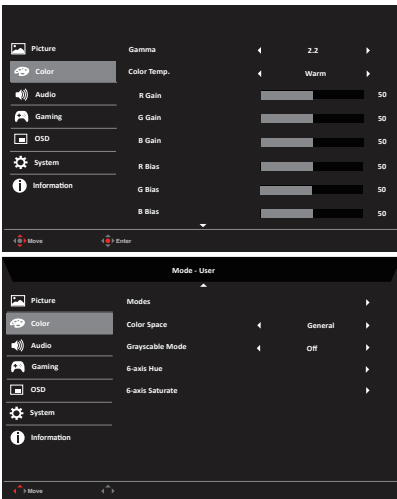 Picture Gamma 2.2
Color Color Temp. Warm
Audio R Gain 50
Gaming G Gain 50
OSD B Gain 50
System R Bias 50
Information G Bias 50
B Bias 50
Move Enter
Mode - User
Picture Modes
Color Color Space General
Audio Grayscable Mode Off
Gaming 6-axis Hue
OSD 6-axis Saturate
System
Information
Move